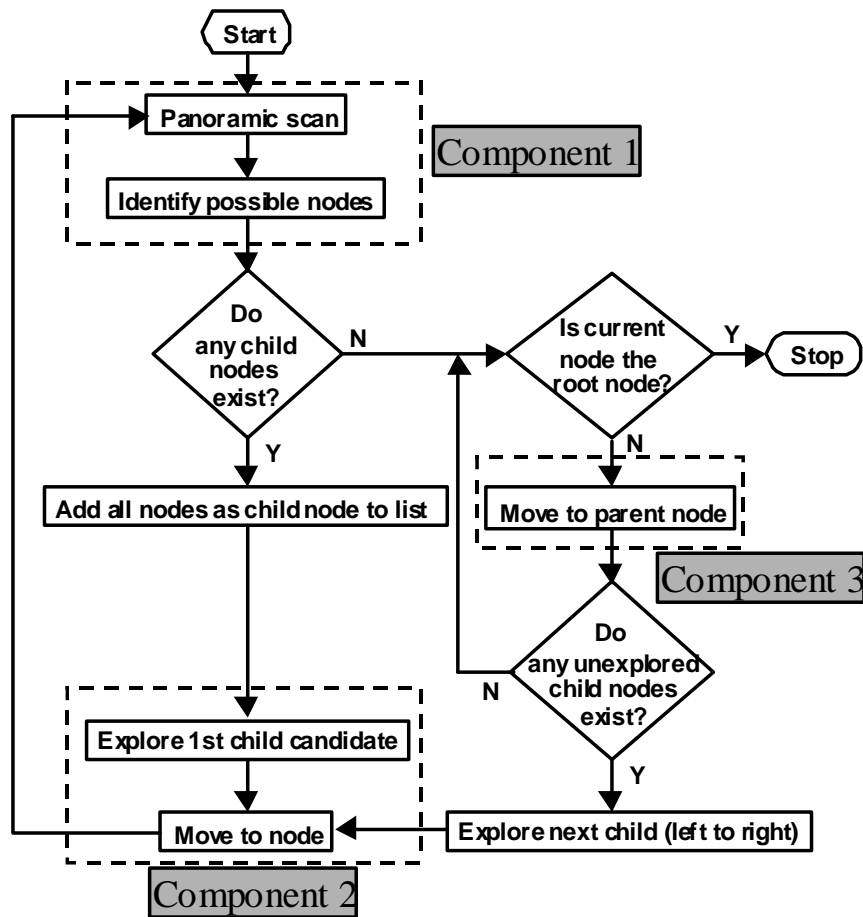 Start
Panoramic scan
Component 1
Identify possible nodes
Do
any child
nodes
exist?
N
Y
Is current
node the
root node?
Y
Stop
N
Add all nodes as child node to list
Move to parent node
Component 3
Do
any unexplored
child nodes
exist?
N
Y
Explore 1st child candidate
Move to node
Explore next child (left to right)
Component 2